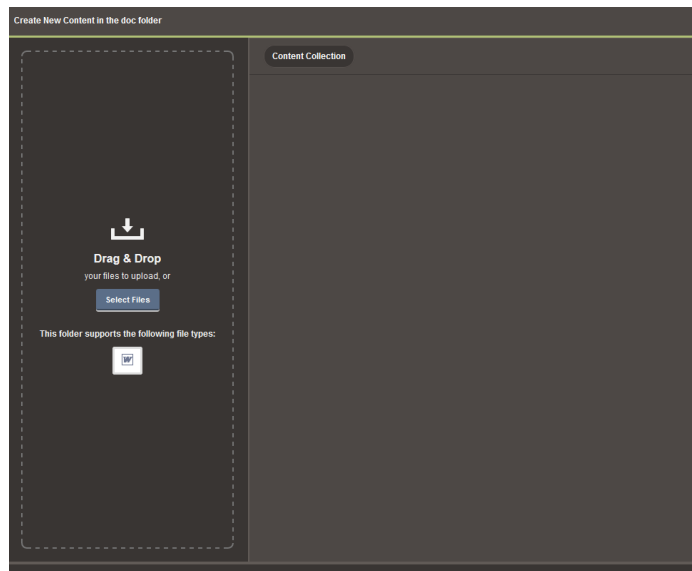 Create New Content in the doc folder
Content Collection
Drag & Drop
your files to upload, or
Select Files
This folder supports the following file types:
W